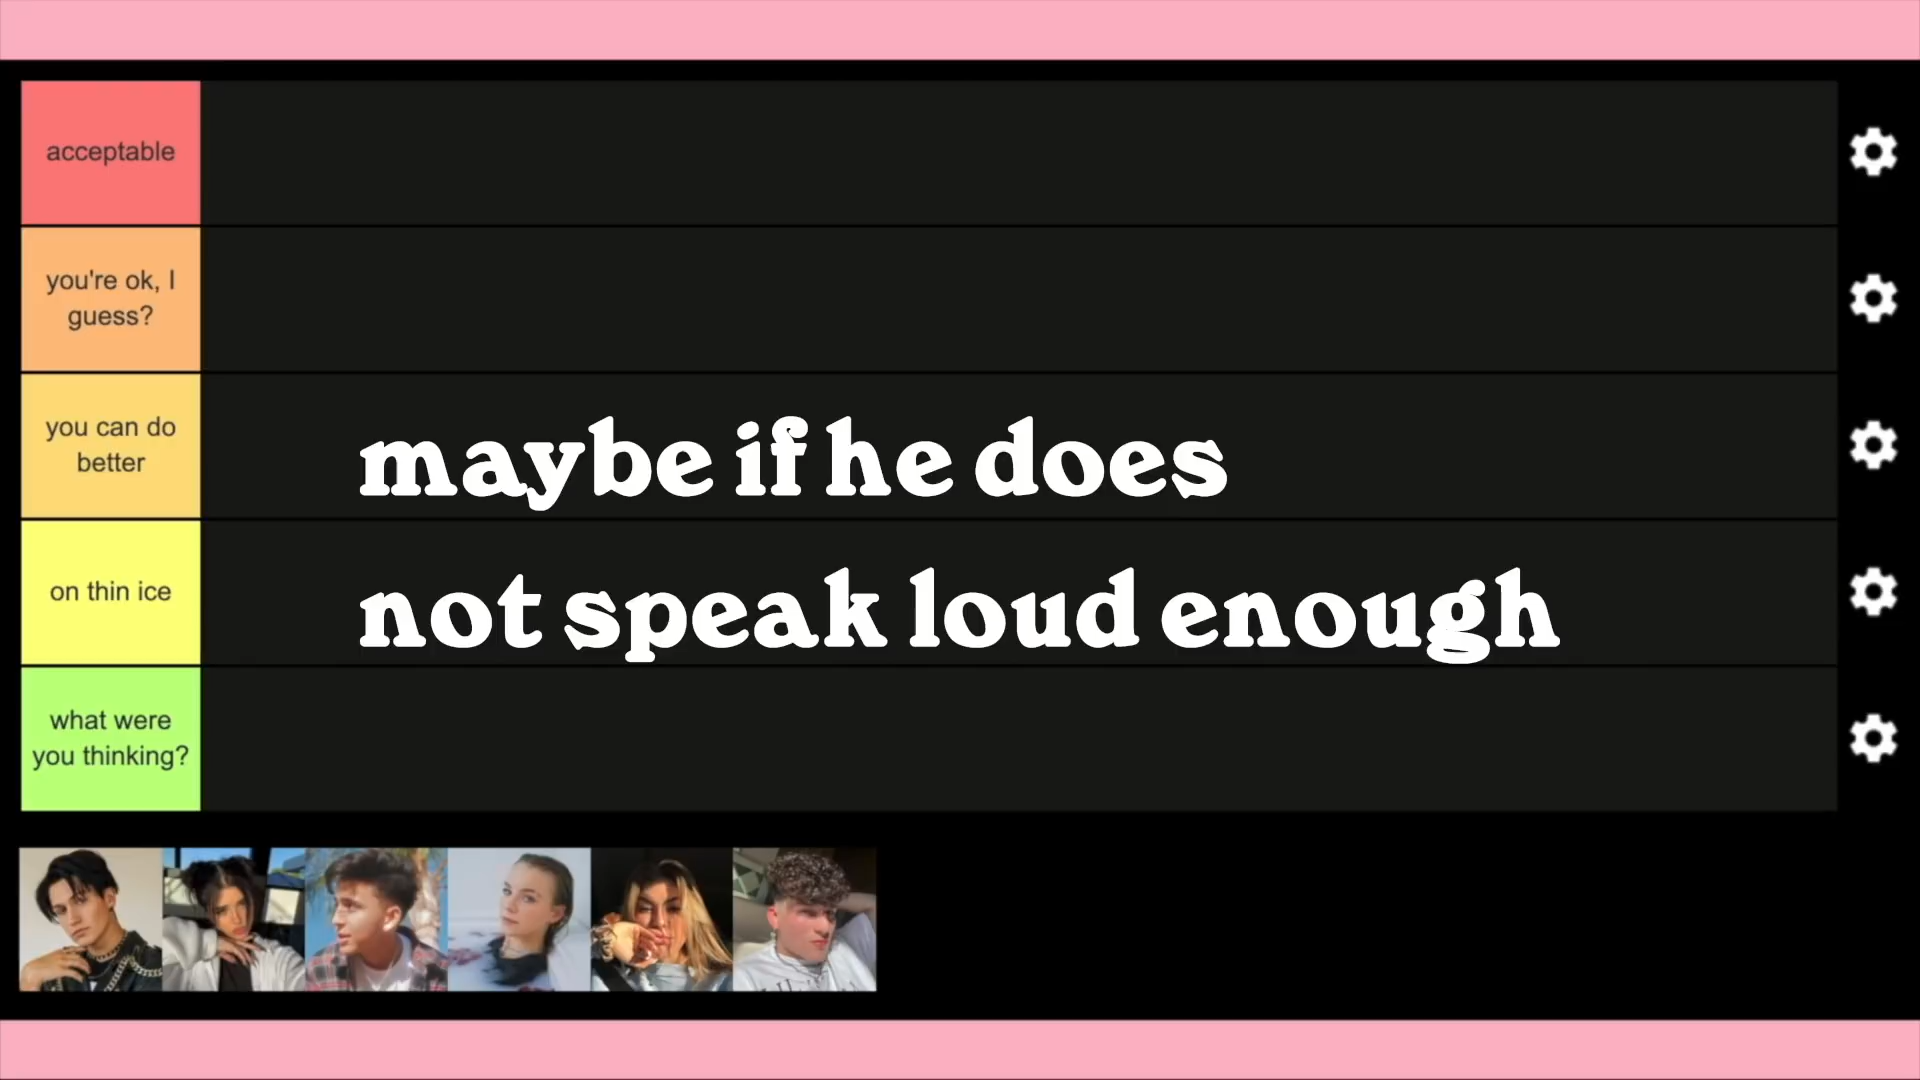 acceptable
you're ok, I
guess?
you can do
better
maybe if he does
on thin ice
not speak loud enough
what were
you thinking?